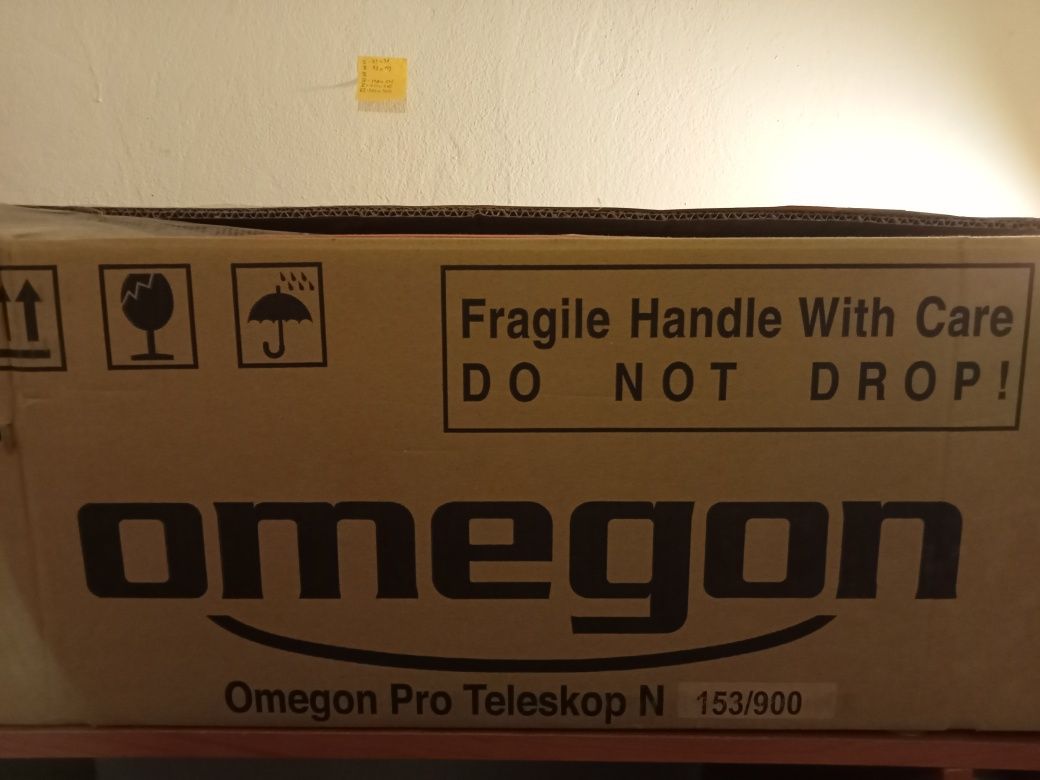 Fragile Handle With Care
DO NOT DROP!
omegon
Omegon Pro Teleskop N 153/900